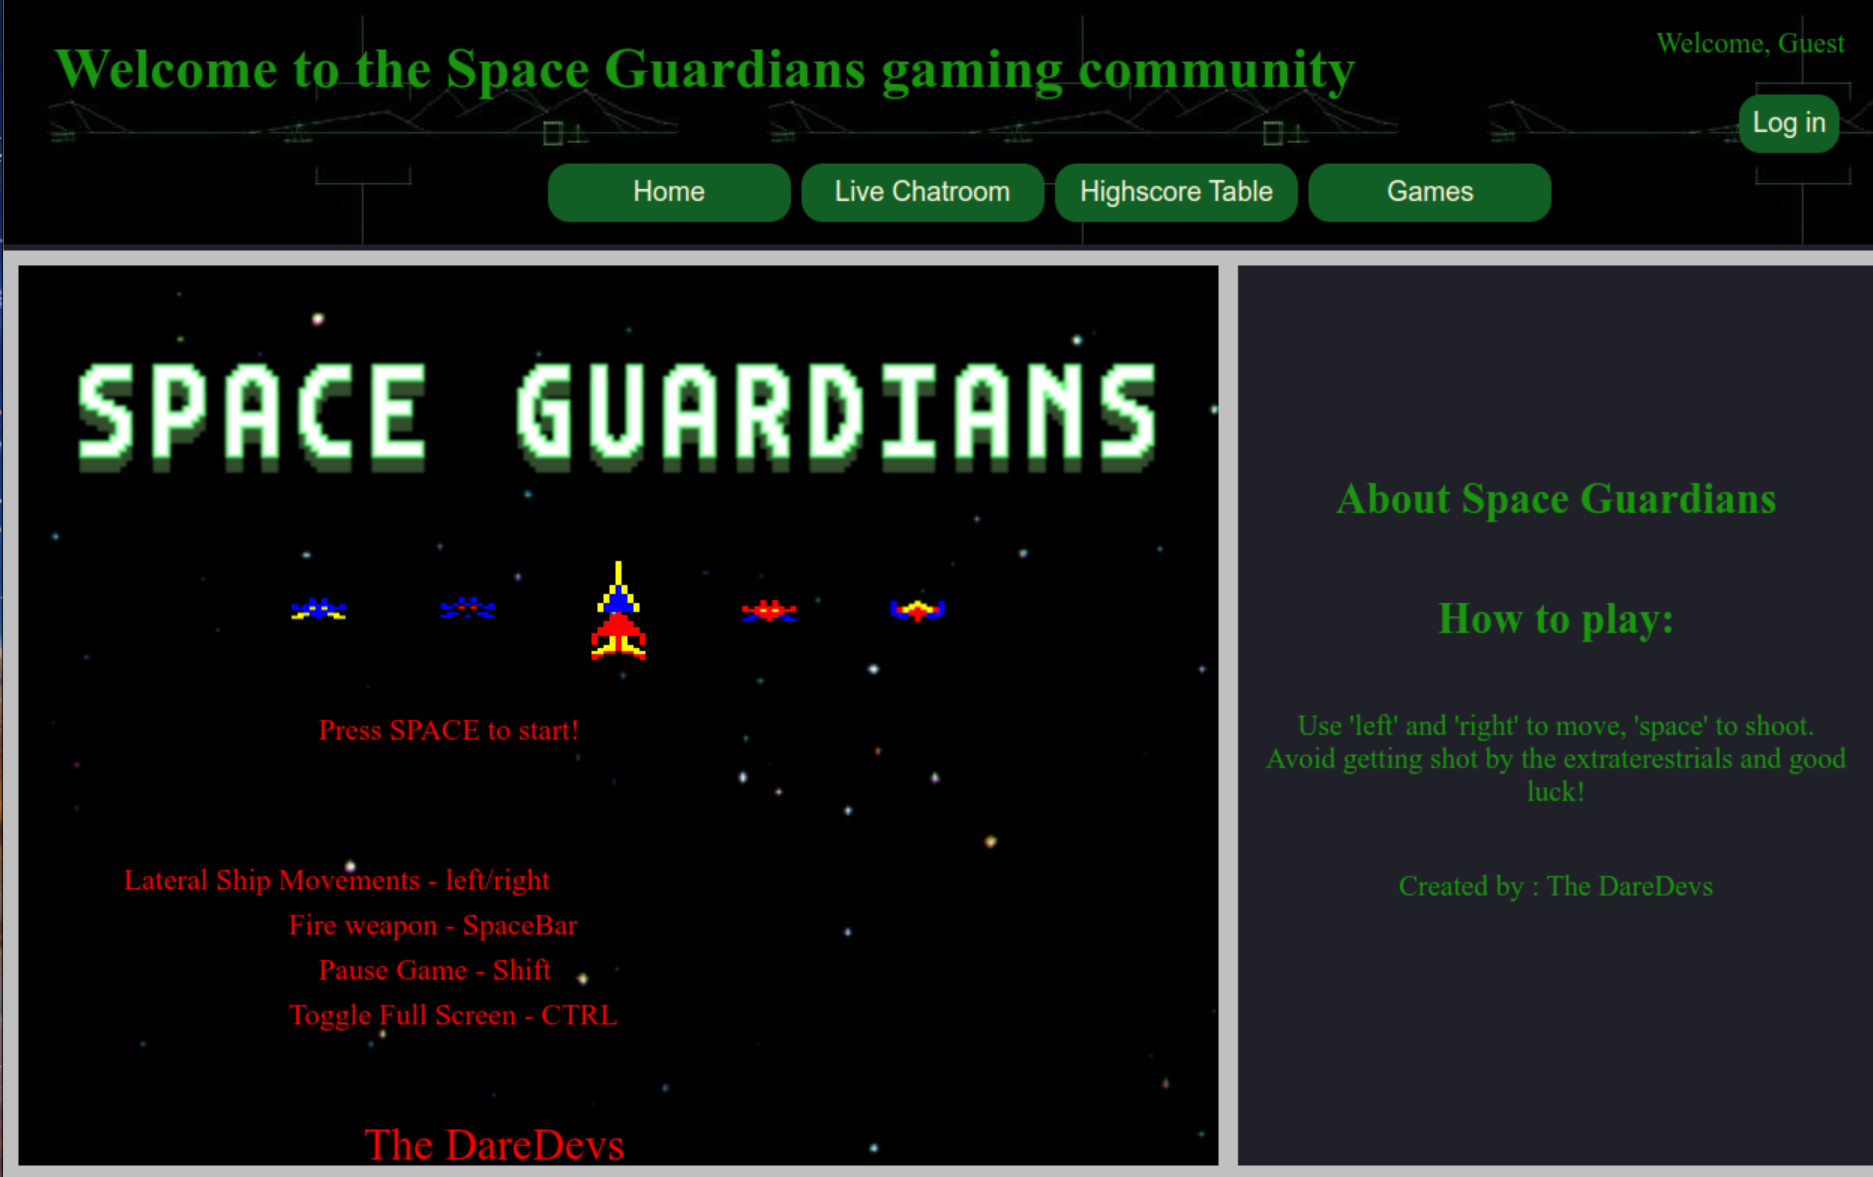 Welcome to the Space Guardians gaming community
Welcome, Guest
Log in
Home
Live Chatroom
Highscore Table
Games
SPACE GUARDIANS
Press SPACE to start!
Lateral Ship Movements - left/right
Fire weapon - SpaceBar
Pause Game - Shift
Toggle Full Screen - CTRL
The DareDevs
About Space Guardians
How to play:
Use 'left' and 'right' to move, 'space' to shoot.
Avoid getting shot by the extraterestrials and good
luck!
Created by : The DareDevs